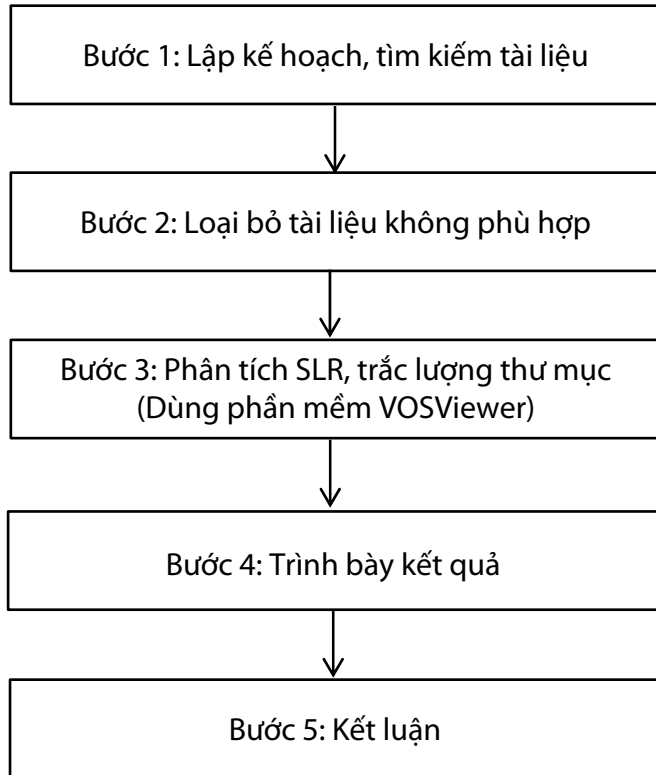 Bước 1: Lập kế hoạch, tìm kiếm tài liệu
Bước 2: Loại bỏ tài liệu không phù hợp
Bước 3: Phân tích SLR, trắc lượng thư mục
(Dùng phần mềm VOSViewer)
Bước 4: Trình bày kết quả
Bước 5: Kết luận